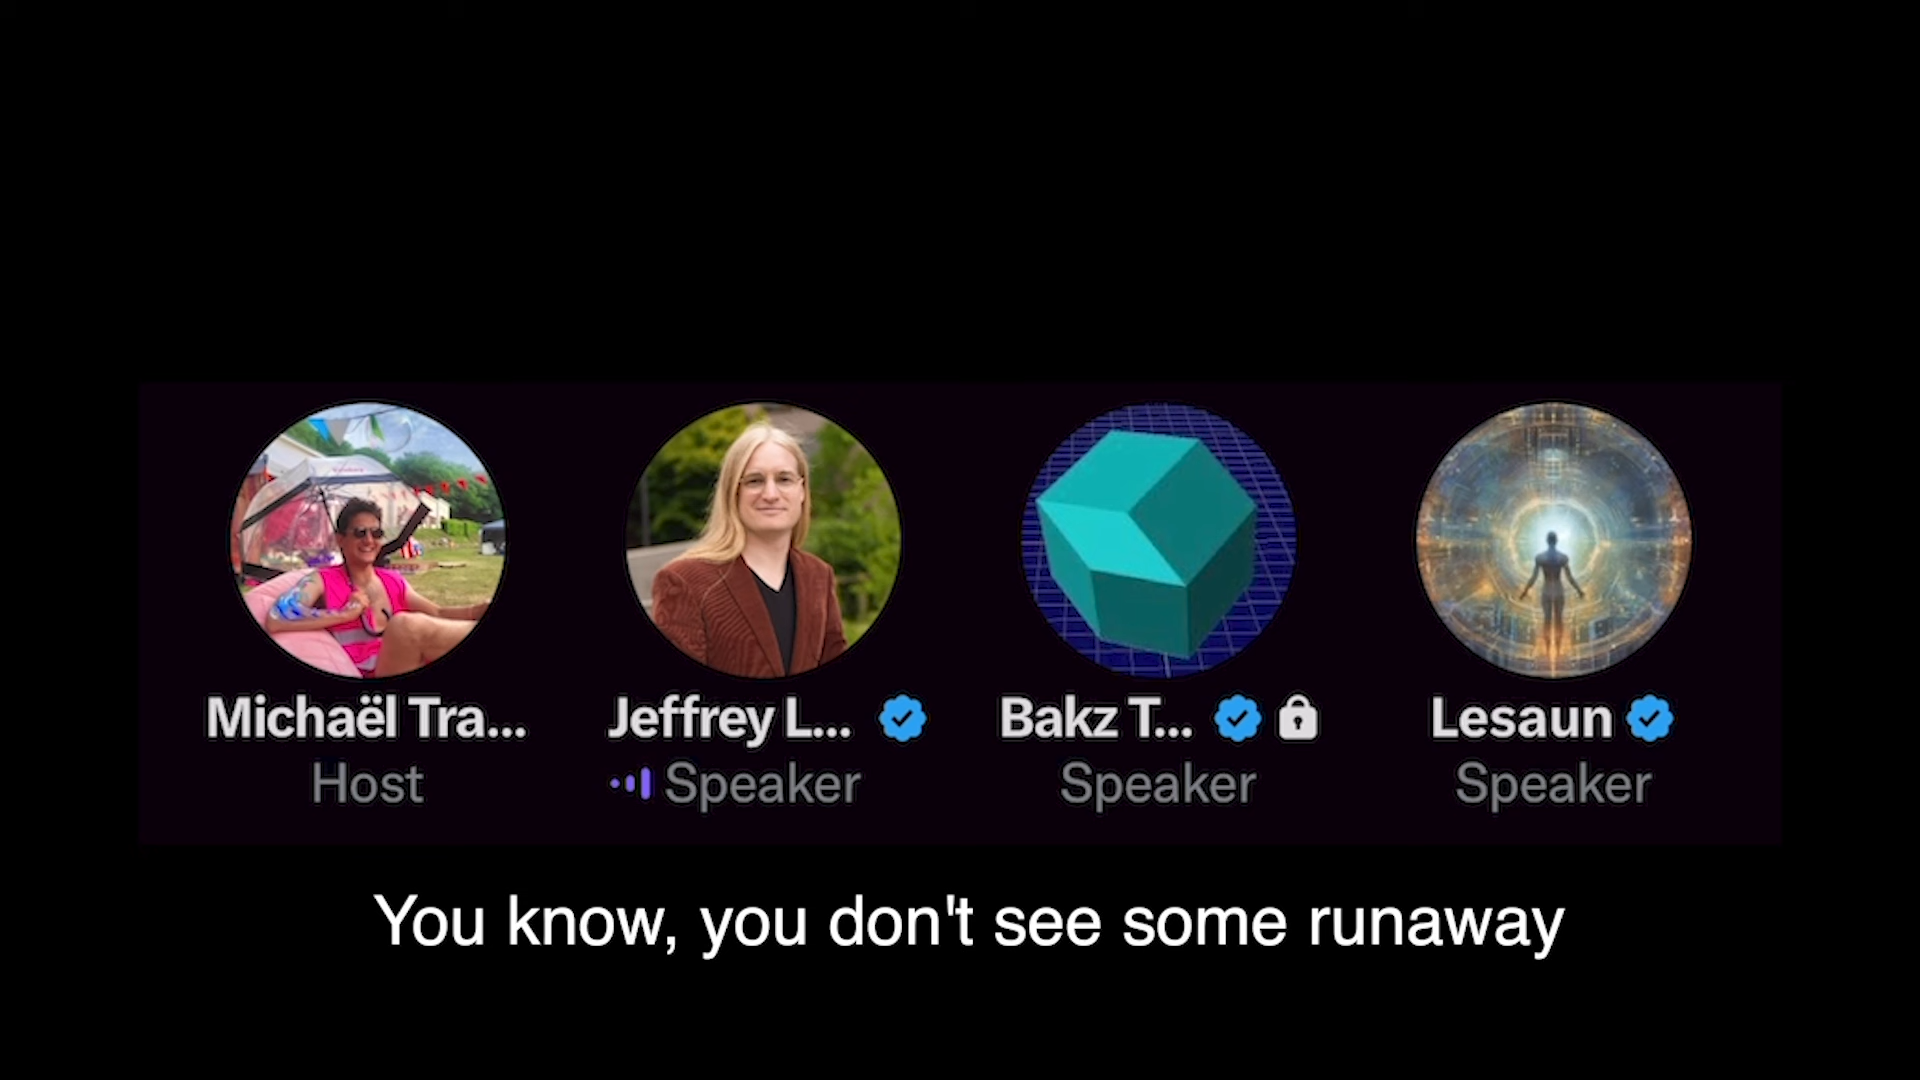 Michaël Tra...
Jeffrey L...
Bakz T...
Lesaun
Host
Speaker
Speaker
Speaker
You know, you don't see some runaway